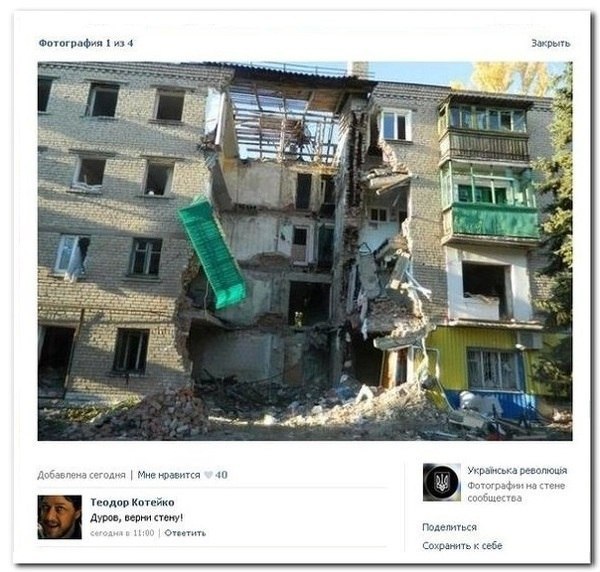 Фотография 1 из 4
Закрыть
Добавлена сегодня | Мне нравится 40
Теодор Котейко
Дуров, верни стену!
сегодня в 11:00 | Ответить
Українська революція
Фотографии на стене
сообщества
Поделиться
Сохранить к себе